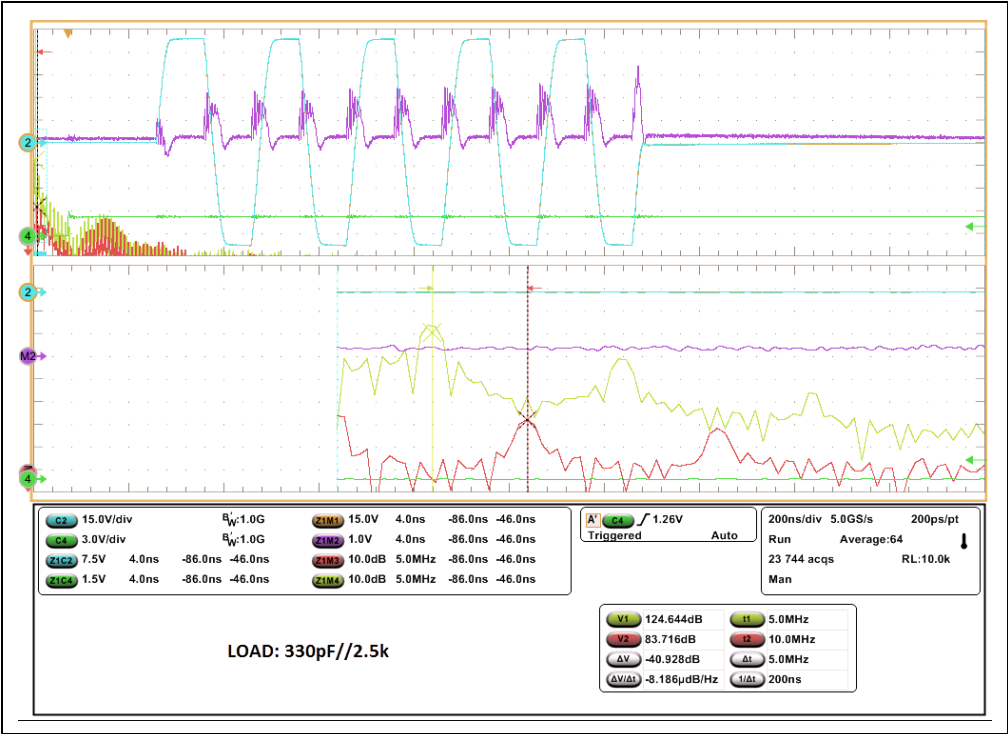 2
4
2
M2
4
C2 15.0V/div B'W:1.0G
C4 3.0V/div B'W:1.0G
Z1C2 7.5V 4.0ns -86.0ns -46.0ns
Z1C4 1.5V 4.0ns -86.0ns -46.0ns
Z1M1 15.0V 4.0ns -86.0ns -46.0ns
Z1M2 1.0V 4.0ns -86.0ns -46.0ns
Z1M3 10.0dB 5.0MHz -86.0ns -46.0ns
Z1M4 10.0dB 5.0MHz -86.0ns -46.0ns
A' C4 1.26V
Triggered Auto
200ns/div 5.0GS/s 200ps/pt
Run Average:64
23 744 acqs RL:10.0k
Man
V1 124.644dB t1 5.0MHz
V2 83.716dB t2 10.0MHz
ΔV -40.928dB Δt 5.0MHz
ΔV/Δt -8.186µdB/Hz 1/Δt 200ns
LOAD: 330pF//2.5k